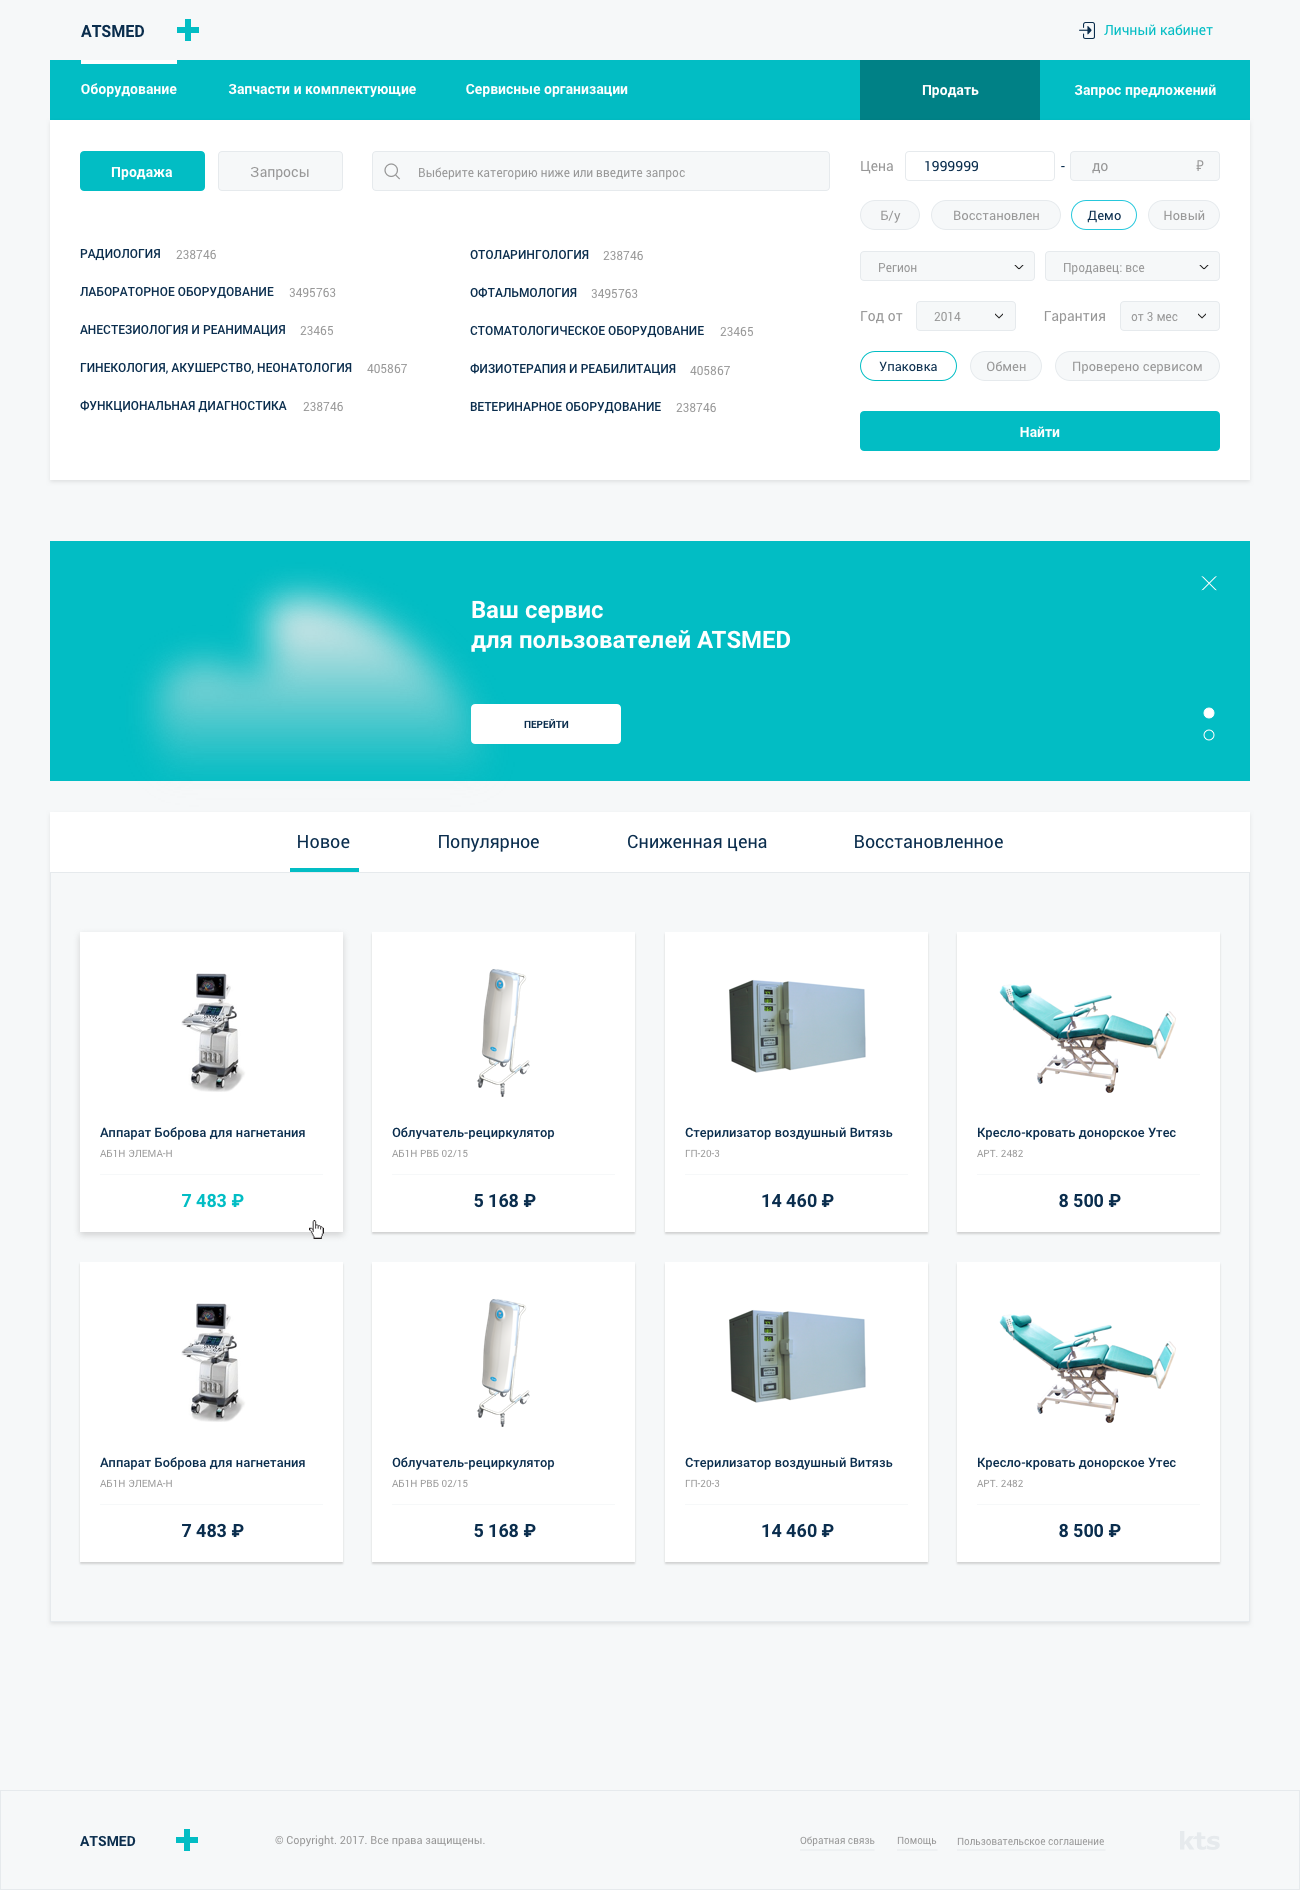 ATSMED
Личный кабинет
Оборудование
Запчасти и комплектующие
Сервисные организации
Продать
Запрос предложений
Продажа
Запросы
Выберите категорию ниже или введите запрос
Цена 1999999 - до ₽
Б/у
Восстановлен
Демо
Новый
Регион
Продавец: все
Год от 2014
Гарантия от 3 мес
Упаковка
Обмен
Проверено сервисом
Найти
РАДИОЛОГИЯ 238746
ЛАБОРАТОРНОЕ ОБОРУДОВАНИЕ 3495763
АНЕСТЕЗИОЛОГИЯ И РЕАНИМАЦИЯ 23465
ГИНЕКОЛОГИЯ, АКУШЕРСТВО, НЕОНАТОЛОГИЯ 405867
ФУНКЦИОНАЛЬНАЯ ДИАГНОСТИКА 238746
ОТОЛАРИНГОЛОГИЯ 238746
ОФТАЛЬМОЛОГИЯ 3495763
СТОМАТОЛОГИЧЕСКОЕ ОБОРУДОВАНИЕ 23465
ФИЗИОТЕРАПИЯ И РЕАБИЛИТАЦИЯ 405867
ВЕТЕРИНАРНОЕ ОБОРУДОВАНИЕ 238746
Ваш сервис
для пользователей ATSMED
ПЕРЕЙТИ
Новое
Популярное
Сниженная цена
Восстановленное
Аппарат Боброва для нагнетания
АБ1Н ЭЛЕМА-Н
7 483 ₽
Облучатель-рециркулятор
АБ1Н РВБ 02/15
5 168 ₽
Стерилизатор воздушный Витязь
ГП-20-3
14 460 ₽
Кресло-кровать донорское Утес
АРТ. 2482
8 500 ₽
Аппарат Боброва для нагнетания
АБ1Н ЭЛЕМА-Н
7 483 ₽
Облучатель-рециркулятор
АБ1Н РВБ 02/15
5 168 ₽
Стерилизатор воздушный Витязь
ГП-20-3
14 460 ₽
Кресло-кровать донорское Утес
АРТ. 2482
8 500 ₽
ATSMED
© Copyright. 2017. Все права защищены.
Обратная связь
Помощь
Пользовательское соглашение
kts